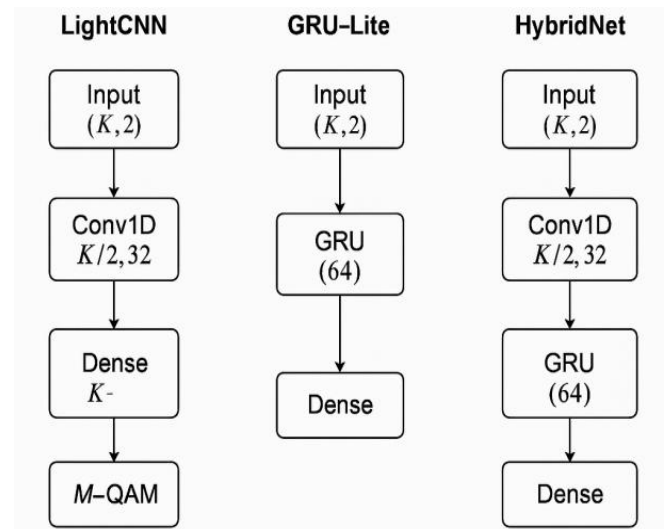 LightCNN
Input
(K,2)
Conv1D
K/2,32
Dense
K-
M–QAM
GRU–Lite
Input
(K,2)
GRU
(64)
Dense
HybridNet
Input
(K,2)
Conv1D
K/2,32
GRU
(64)
Dense